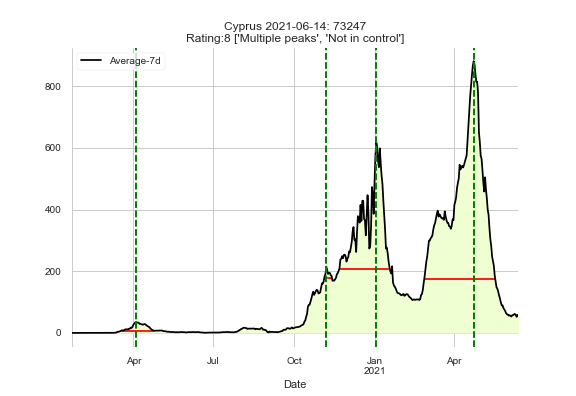 Cyprus 2021-06-14: 73247
Rating:8 ['Multiple peaks', 'Not in control']
Average-7d
800
600
400
200
0
Apr Jul Oct Jan Apr
2021
Date